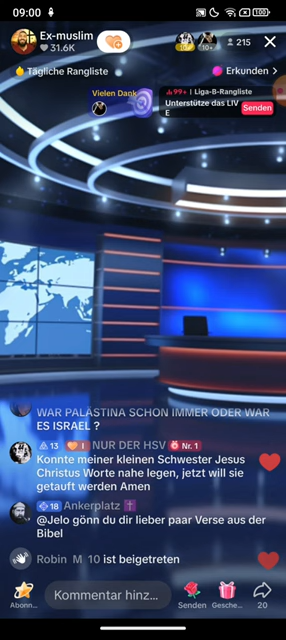 09:00
100
Ex-muslim
31.6K
10+
215
Tägliche Rangliste
Erkunden >
Vielen Dank
99+ | Liga-B-Rangliste
Unterstütze das LIV
E
Senden
WAR PALÄSTINA SCHON IMMER ODER WAR
ES ISRAEL ?
13 I NUR DER HSV Nr. 1
Konnte meiner kleinen Schwester Jesus
Christus Worte nahe legen, jetzt will sie
getauft werden Amen
18 Ankerplatz
@Jelo gönn du dir lieber paar Verse aus der
Bibel
Robin M 10 ist beigetreten
Kommentar hinz...
Abonn...
Senden
Gesche...
20